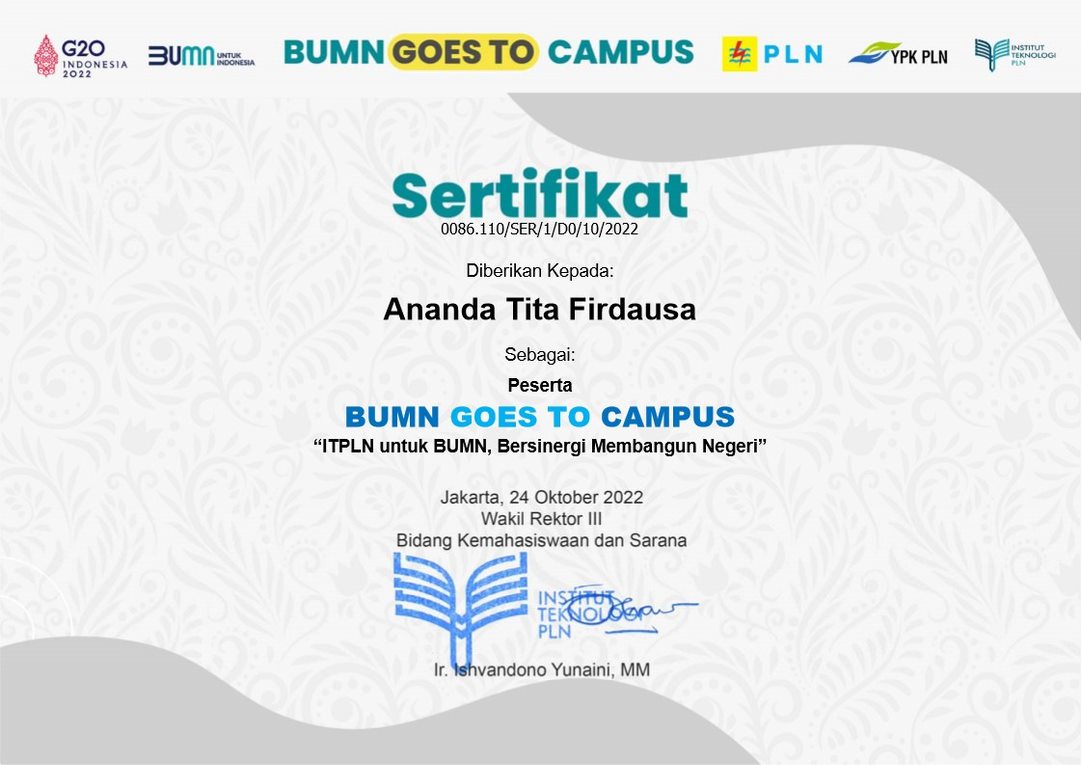 G20
INDONESIA
2022
BUMN UNTUK INDONESIA
BUMN GOES TO CAMPUS
PLN
YPK PLN
INSTITUT
TEKNOLOGI
PLN
Sertifikat
0086.110/SER/1/D0/10/2022
Diberikan Kepada:
Ananda Tita Firdausa
Sebagai:
Peserta
BUMN GOES TO CAMPUS
“ITPLN untuk BUMN, Bersinergi Membangun Negeri”
Jakarta, 24 Oktober 2022
Wakil Rektor III
Bidang Kemahasiswaan dan Sarana
INSTITUT
TEKNOLOGI
PLN
Ir. Ishvandono Yunaini, MM